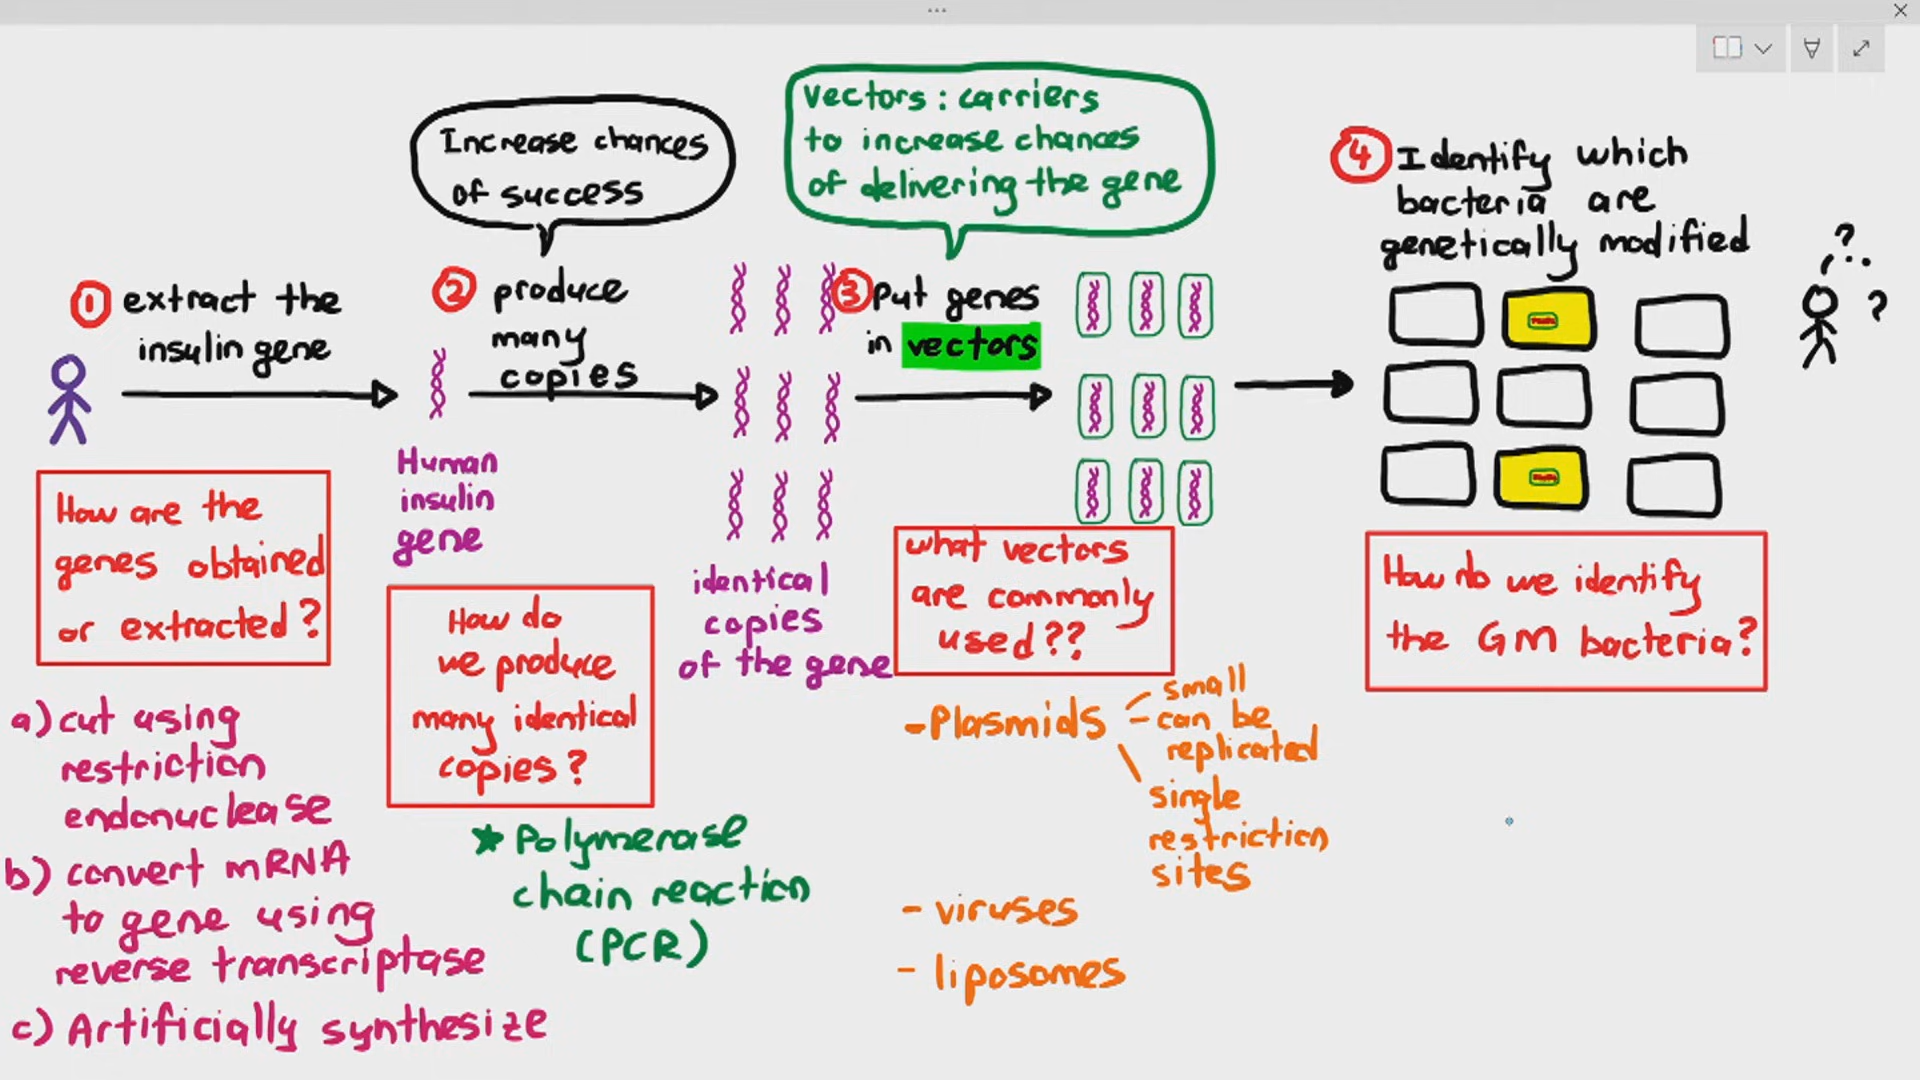 Increase chances
of success
Vectors : carriers
to increase chances
of delivering the gene
① extract the
insulin gene
② produce
many
copies
③ Put genes
in vectors
④ Identify which
bacteria are
genetically modified
? . .
?
Human
insulin
gene
identical
copies
of the gene
How are the
genes obtained
or extracted?
How do
we produce
many identical
copies?
what vectors
are commonly
used??
How do we identify
the GM bacteria?
a) cut using
restriction
endonuclease
b) convert mRNA
to gene using
reverse transcriptase
c) Artificially synthesize
★ Polymerase
chain reaction
(PCR)
- Plasmids
- small
- can be
replicated
\ single
restriction
sites
- viruses
- liposomes